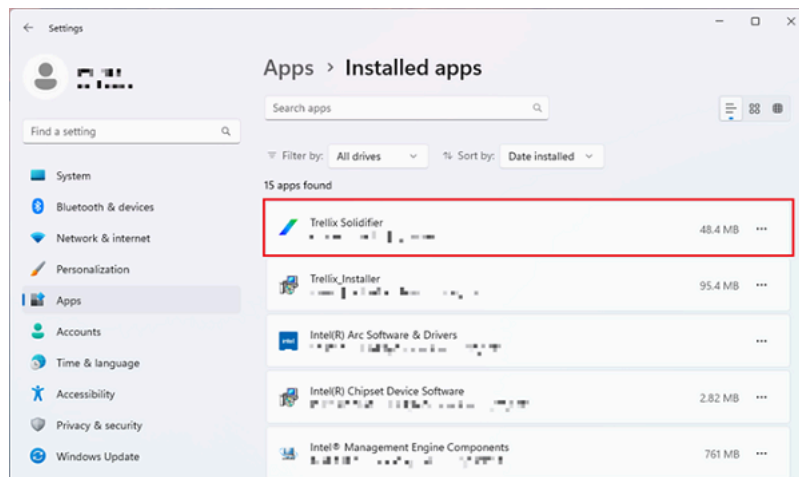 Settings
Apps > Installed apps
Search apps
Find a setting
Filter by: All drives
Sort by: Date installed
15 apps found
System
Bluetooth & devices
Network & internet
Personalization
Apps
Accounts
Time & language
Accessibility
Privacy & security
Windows Update
Trellix Solidifier
48.4 MB
Trellix_Installer
95.4 MB
Intel(R) Arc Software & Drivers
Intel(R) Chipset Device Software
2.82 MB
Intel® Management Engine Components
761 MB